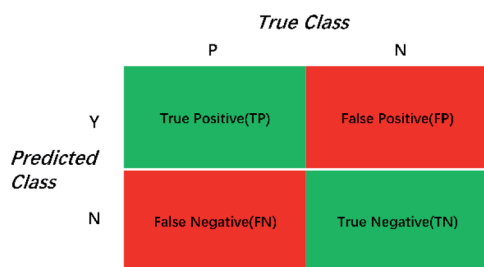 True Class
P N
Y True Positive(TP) False Positive(FP)
Predicted
Class
N False Negative(FN) True Negative(TN)